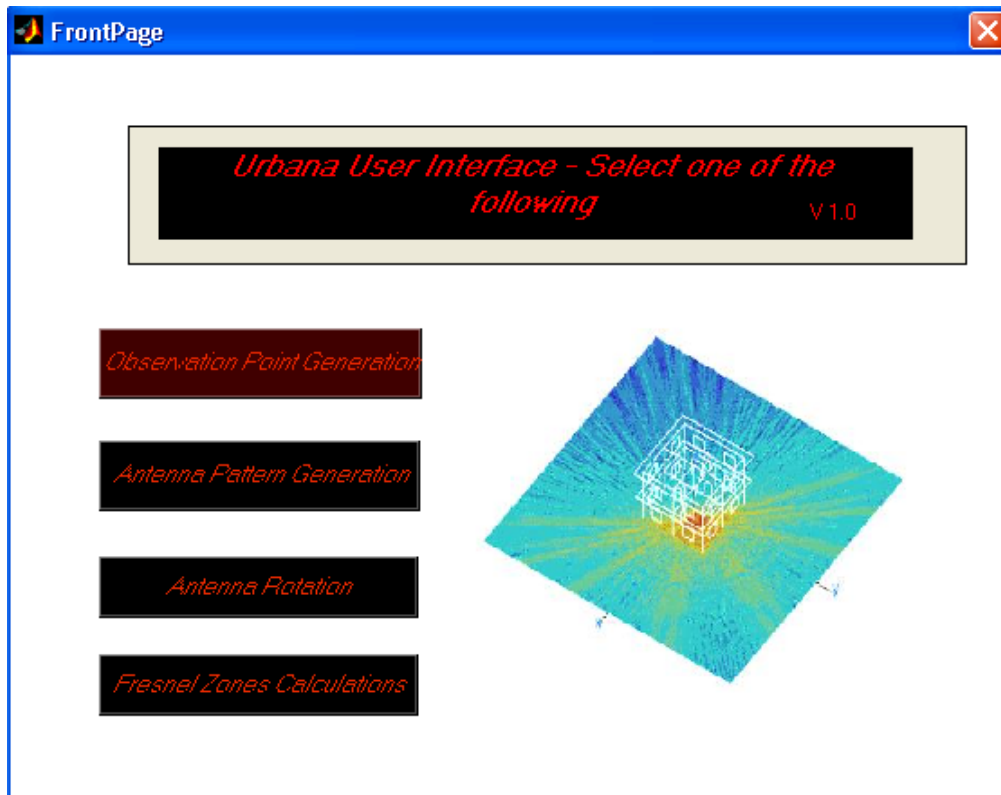 FrontPage
Urbana User Interface - Select one of the
following
V 1.0
Observation Point Generation
Antenna Pattern Generation
Antenna Rotation
Fresnel Zones Calculations